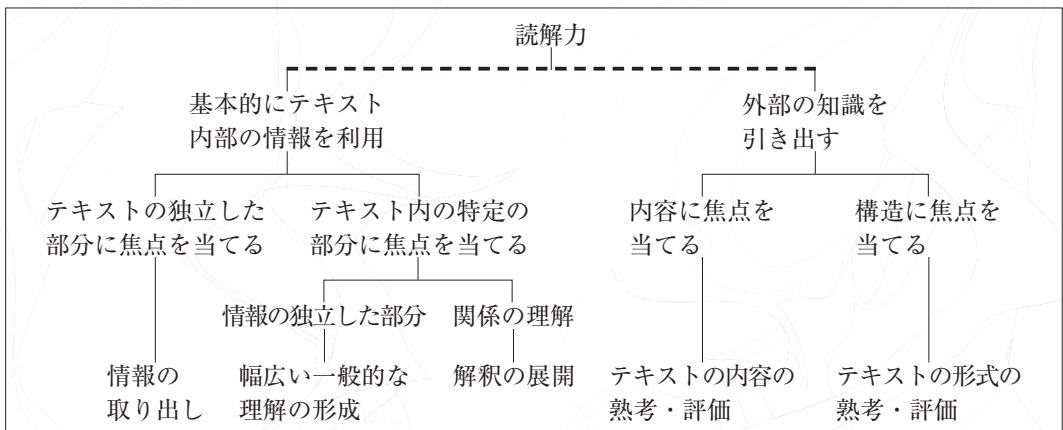 読解力
基本的にテキスト
内部の情報を利用
外部の知識を
引き出す
テキストの独立した
部分に焦点を当てる
テキスト内の特定の
部分に焦点を当てる
内容に焦点を
当てる
構造に焦点を
当てる
情報の独立した部分
関係の理解
情報の
取り出し
幅広い一般的な
理解の形成
解釈の展開
テキストの内容の
熟考・評価
テキストの形式の
熟考・評価